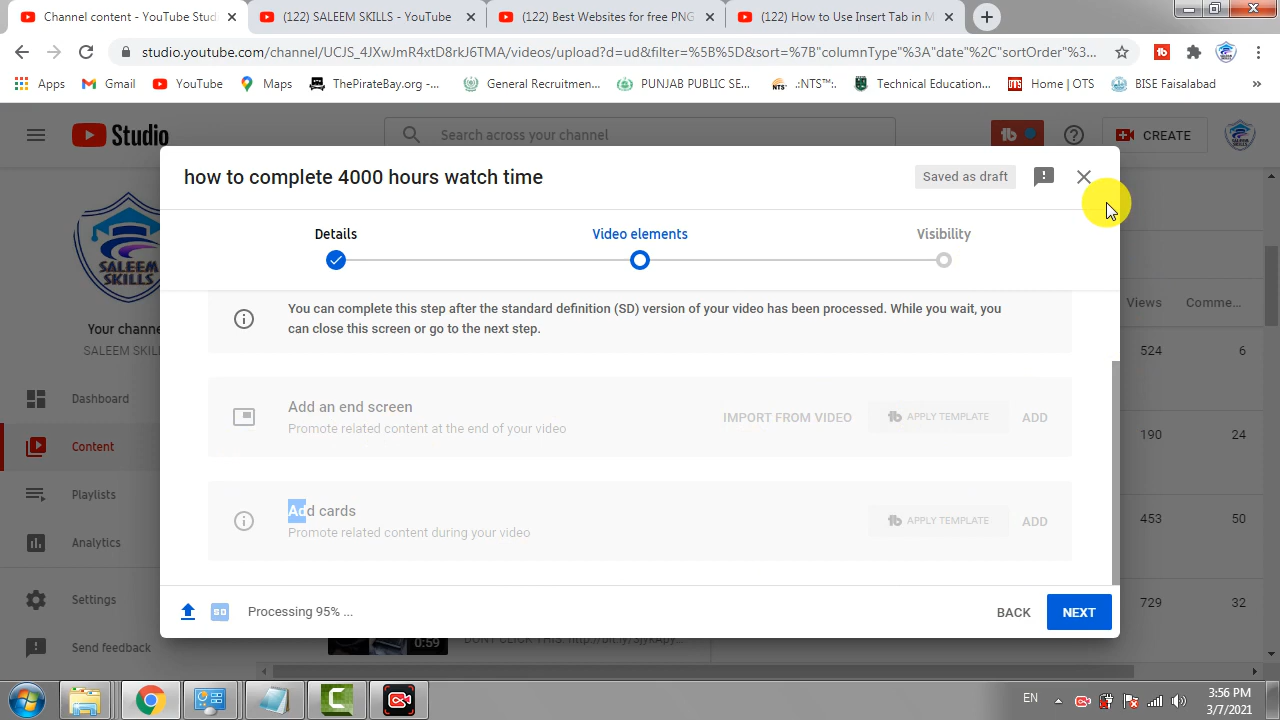 Channel content - YouTube Stud
(122) SALEEM SKILLS - YouTube
(122) Best Websites for free PNG
(122) How to Use Insert Tab in M
studio.youtube.com/channel/UCJS_4JXwJmR4xtD8rkJ6TMA/videos/upload?d=ud&filter=%5B%5D&sort=%7B"columnType"%3A"date"%2C"sortOrder"%3...
Apps
Gmail
YouTube
Maps
ThePirateBay.org -...
General Recruitmen...
PUNJAB PUBLIC SE...
.:NTS™:.
Technical Education...
Home | OTS
BISE Faisalabad
»
Studio
Search across your channel
CREATE
how to complete 4000 hours watch time
Saved as draft
Details
Video elements
Visibility
SALEEM
SKILLS
Your channe
SALEEM SKIL
Dashboard
Content
Playlists
Analytics
Settings
Send feedback
You can complete this step after the standard definition (SD) version of your video has been processed. While you wait, you
can close this screen or go to the next step.
Add an end screen
Promote related content at the end of your video
IMPORT FROM VIDEO
APPLY TEMPLATE
ADD
Add cards
Promote related content during your video
APPLY TEMPLATE
ADD
Processing 95% ...
BACK
NEXT
Views
Comme...
524
6
190
24
453
50
729
32
0:59
EN
3:56 PM
3/7/2021